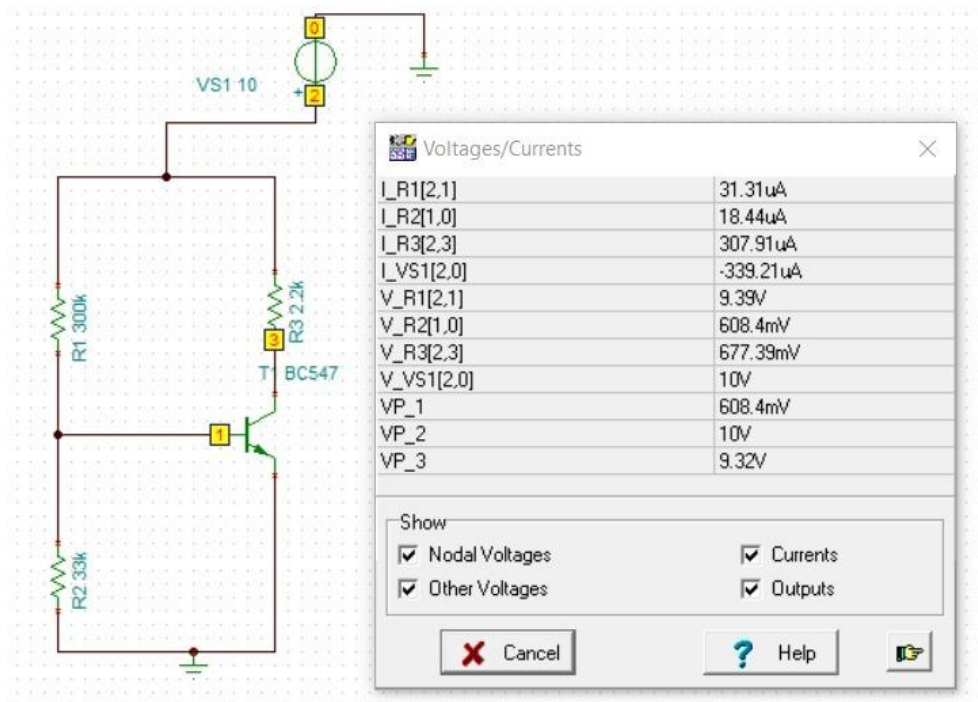 0
VS1 10
+
2
Voltages/Currents
I_R1[2,1] 31.31uA
I_R2[1,0] 18.44uA
I_R3[2,3] 307.91uA
I_VS1[2,0] -339.21uA
V_R1[2,1] 9.39V
V_R2[1,0] 608.4mV
V_R3[2,3] 677.39mV
V_VS1[2,0] 10V
VP_1 608.4mV
VP_2 10V
VP_3 9.32V
R1 300k
R3 2.2k
3
T1 BC547
1
R2 33k
Show
Nodal Voltages Currents
Other Voltages Outputs
Cancel ? Help